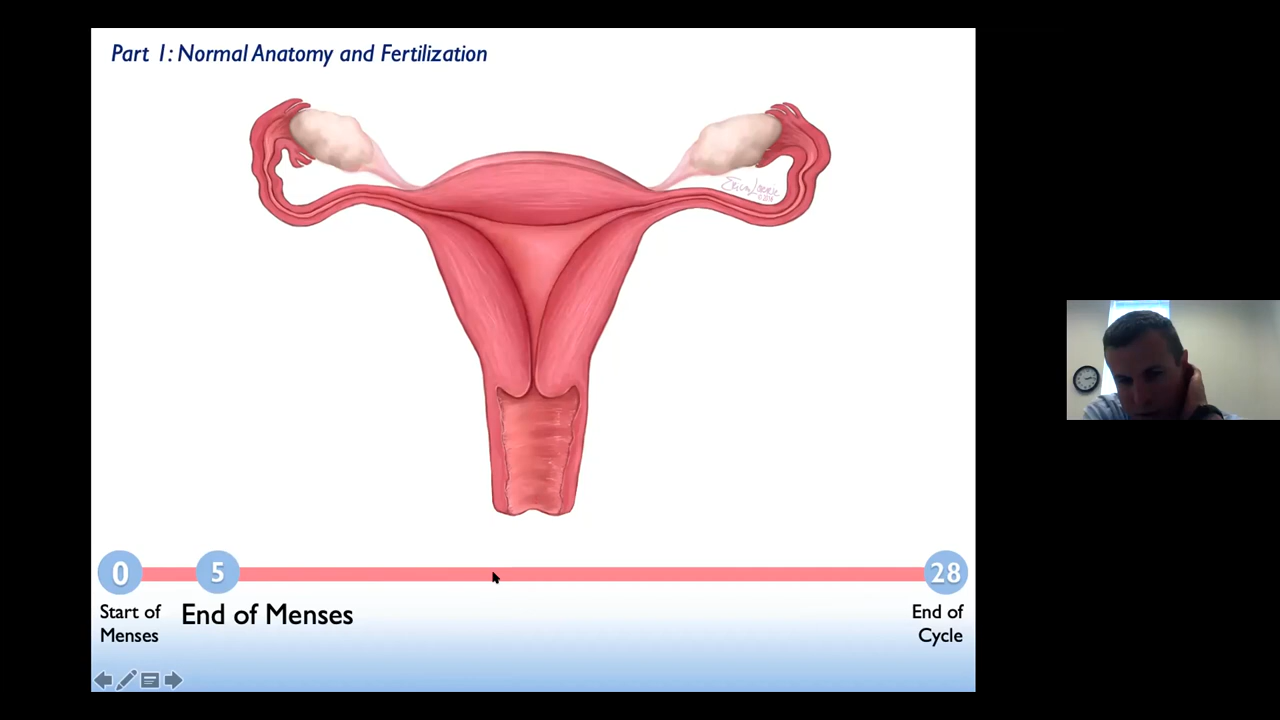 Part 1: Normal Anatomy and Fertilization
0
5
28
Start of
Menses
End of Menses
End of
Cycle